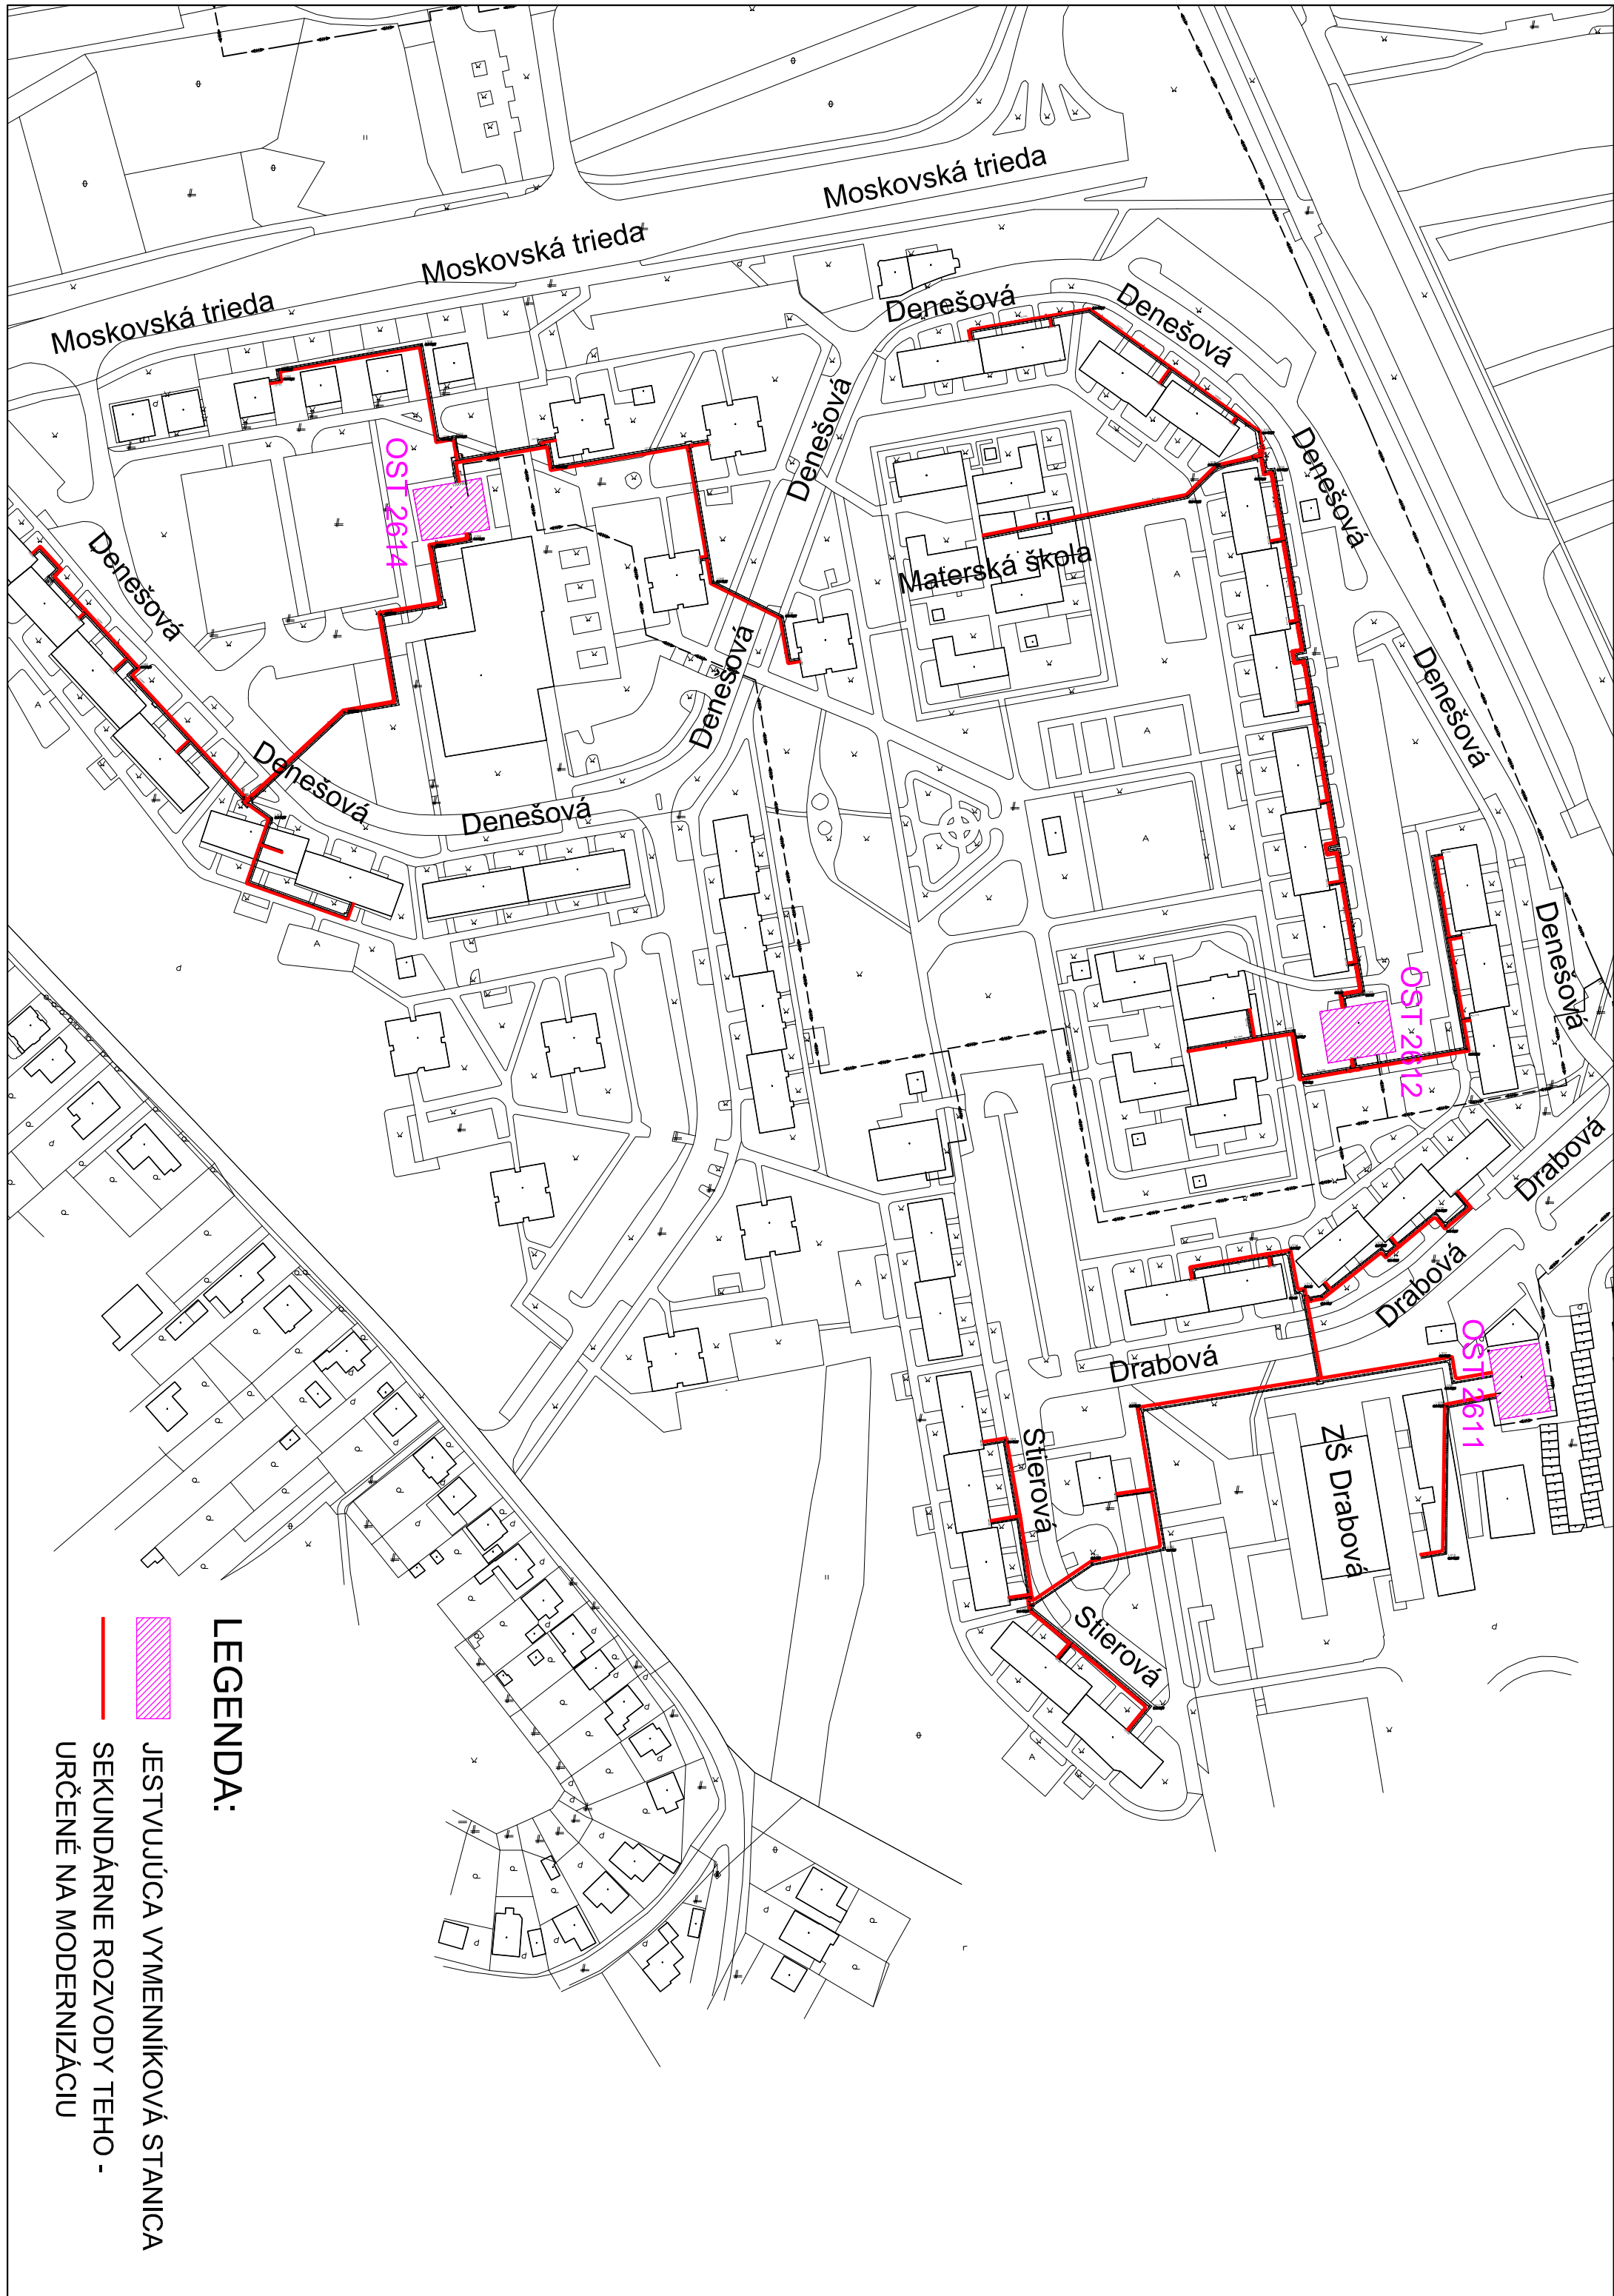 Moskovská trieda
Moskovská trieda
Moskovská trieda
Denešová
Denešová
Denešová
Denešová
Denešová
Denešová
Denešová
Denešová
Denešová
Denešová
Materská škola
OST 2614
OST 2612
OST 2611
Drabová
Drabová
Drabová
ZŠ Drabová
Stierová
Stierová
LEGENDA:
JESTVUJÚCA VYMENNÍKOVÁ STANICA
SEKUNDÁRNE ROZVODY TEHO -
URČENÉ NA MODERNIZÁCIU